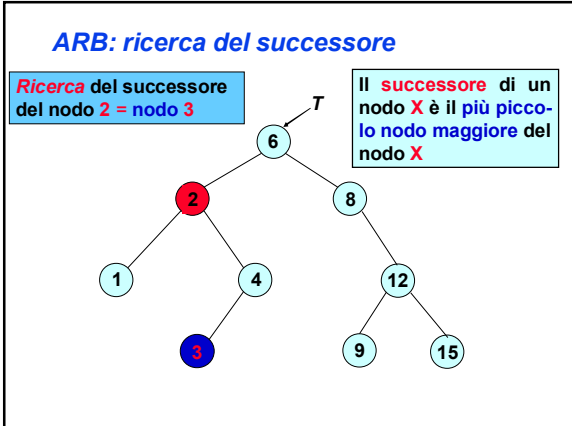 ARB: ricerca del successore
Ricerca del successore
del nodo 2 = nodo 3
Il successore di un
nodo X è il più picco-
lo nodo maggiore del
nodo X
T
6
2
8
1
4
12
3
9
15